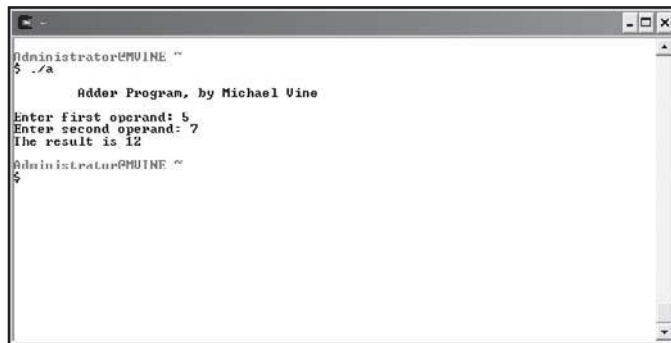 ~
Administrator@MVINE ~
$ ./a
Adder Program, by Michael Vine
Enter first operand: 5
Enter second operand: 7
The result is 12
Administrator@MVINE ~
$